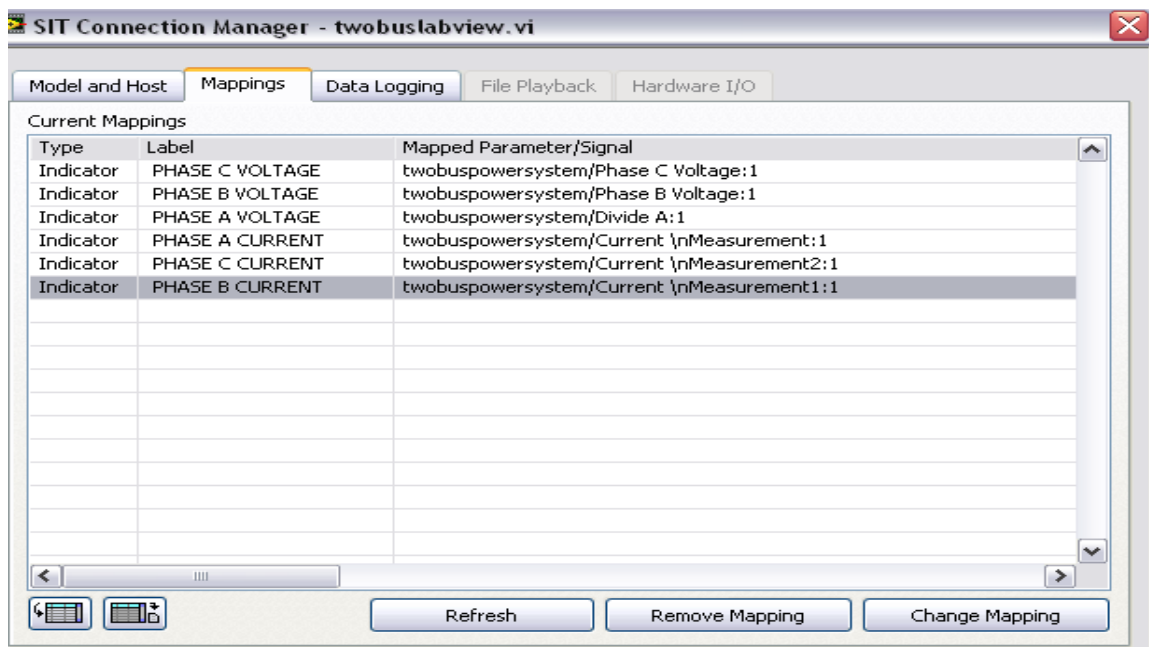 SIT Connection Manager - twobuslabview.vi
Model and Host Mappings Data Logging File Playback Hardware I/O
Current Mappings
Type Label Mapped Parameter/Signal
Indicator PHASE C VOLTAGE twobuspowersystem/Phase C Voltage:1
Indicator PHASE B VOLTAGE twobuspowersystem/Phase B Voltage:1
Indicator PHASE A VOLTAGE twobuspowersystem/Divide A:1
Indicator PHASE A CURRENT twobuspowersystem/Current \nMeasurement:1
Indicator PHASE C CURRENT twobuspowersystem/Current \nMeasurement2:1
Indicator PHASE B CURRENT twobuspowersystem/Current \nMeasurement1:1
Refresh Remove Mapping Change Mapping